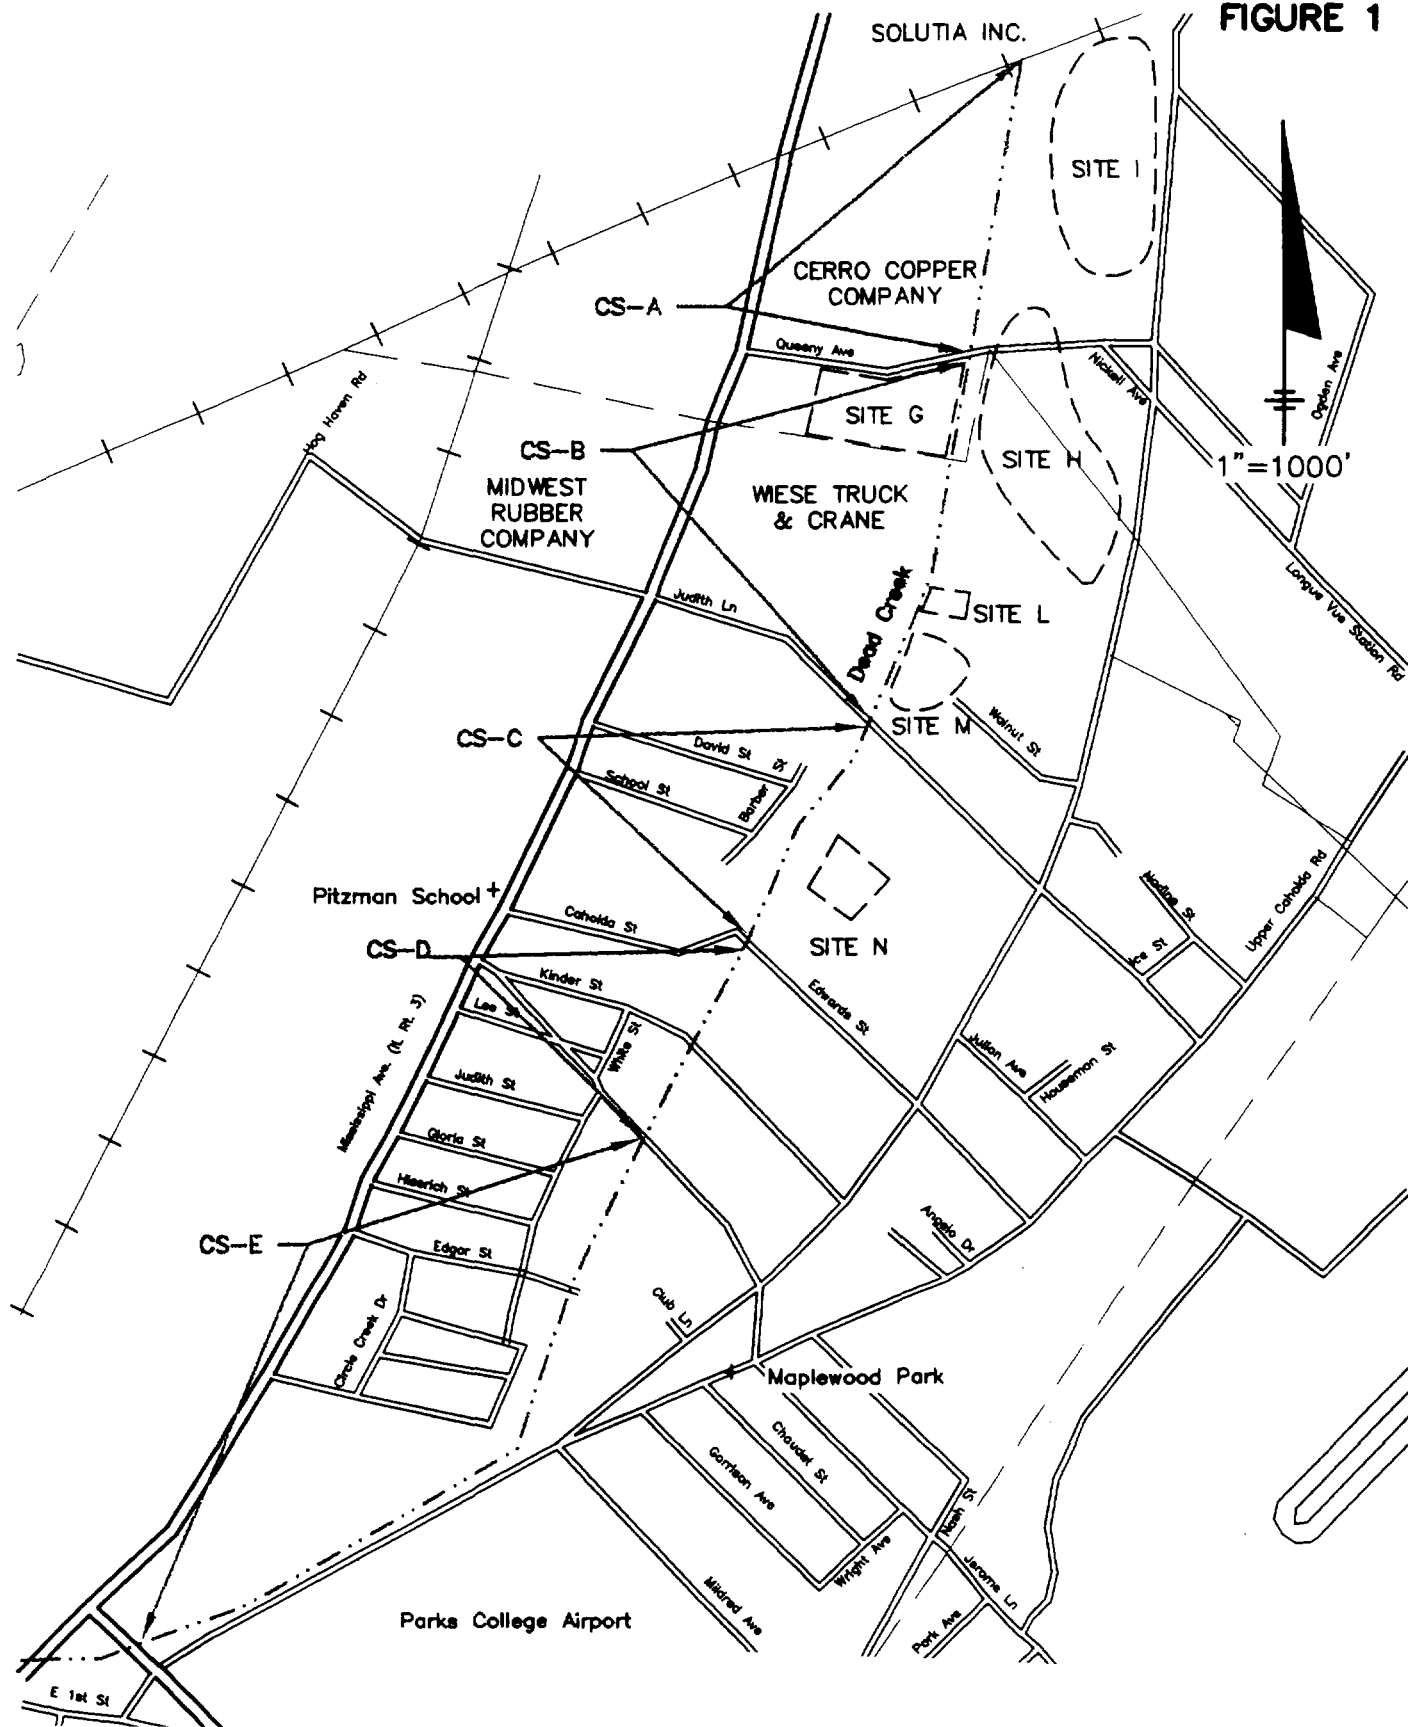 FIGURE 1
SOLUTIA INC.
SITE I
CERRO COPPER
COMPANY
CS-A
Queeny Ave
Nickell Ave
Ogden Ave
Hog Haven Rd
SITE G
CS-B
SITE H
1"=1000'
MIDWEST
RUBBER
COMPANY
WIESE TRUCK
& CRANE
Judith Ln
Dead Creek
SITE L
Longue Vue Station Rd
SITE M
Walnut St
CS-C
David St
School St
Barber St
Pitzman School
Cahokia St
CS-D
SITE N
Nadine St
Upper Cahokia Rd
Ice St
Kinder St
Edwards St
Lee St
White St
Mississippi Ave. (IL Rt. 3)
Julian Ave
Houseman St
Judith St
Gloria St
Hiserich St
CS-E
Edgar St
Angelo Dr
Club Ln
Circle Creek Dr
Maplewood Park
Chaudet St
Garrison Ave
Nash St
Wright Ave
Jerome Ln
Mildred Ave
Park Ave
Parks College Airport
E 1st St